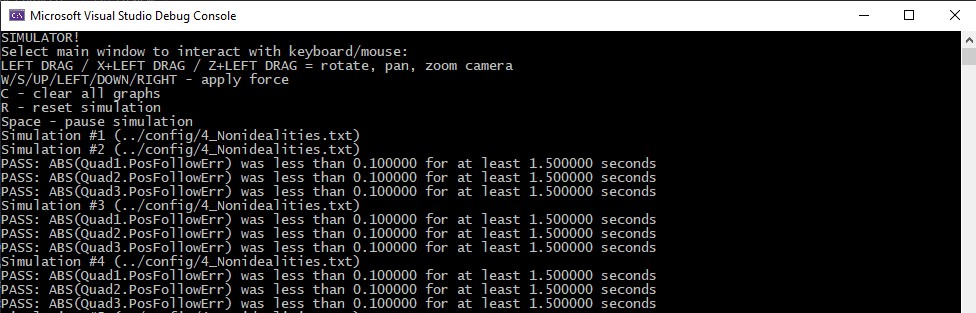 Microsoft Visual Studio Debug Console
SIMULATOR!
Select main window to interact with keyboard/mouse:
LEFT DRAG / X+LEFT DRAG / Z+LEFT DRAG = rotate, pan, zoom camera
W/S/UP/LEFT/DOWN/RIGHT - apply force
C - clear all graphs
R - reset simulation
Space - pause simulation
Simulation #1 (../config/4_Nonidealities.txt)
Simulation #2 (../config/4_Nonidealities.txt)
PASS: ABS(Quad1.PosFollowErr) was less than 0.100000 for at least 1.500000 seconds
PASS: ABS(Quad2.PosFollowErr) was less than 0.100000 for at least 1.500000 seconds
PASS: ABS(Quad3.PosFollowErr) was less than 0.100000 for at least 1.500000 seconds
Simulation #3 (../config/4_Nonidealities.txt)
PASS: ABS(Quad1.PosFollowErr) was less than 0.100000 for at least 1.500000 seconds
PASS: ABS(Quad2.PosFollowErr) was less than 0.100000 for at least 1.500000 seconds
PASS: ABS(Quad3.PosFollowErr) was less than 0.100000 for at least 1.500000 seconds
Simulation #4 (../config/4_Nonidealities.txt)
PASS: ABS(Quad1.PosFollowErr) was less than 0.100000 for at least 1.500000 seconds
PASS: ABS(Quad2.PosFollowErr) was less than 0.100000 for at least 1.500000 seconds
PASS: ABS(Quad3.PosFollowErr) was less than 0.100000 for at least 1.500000 seconds